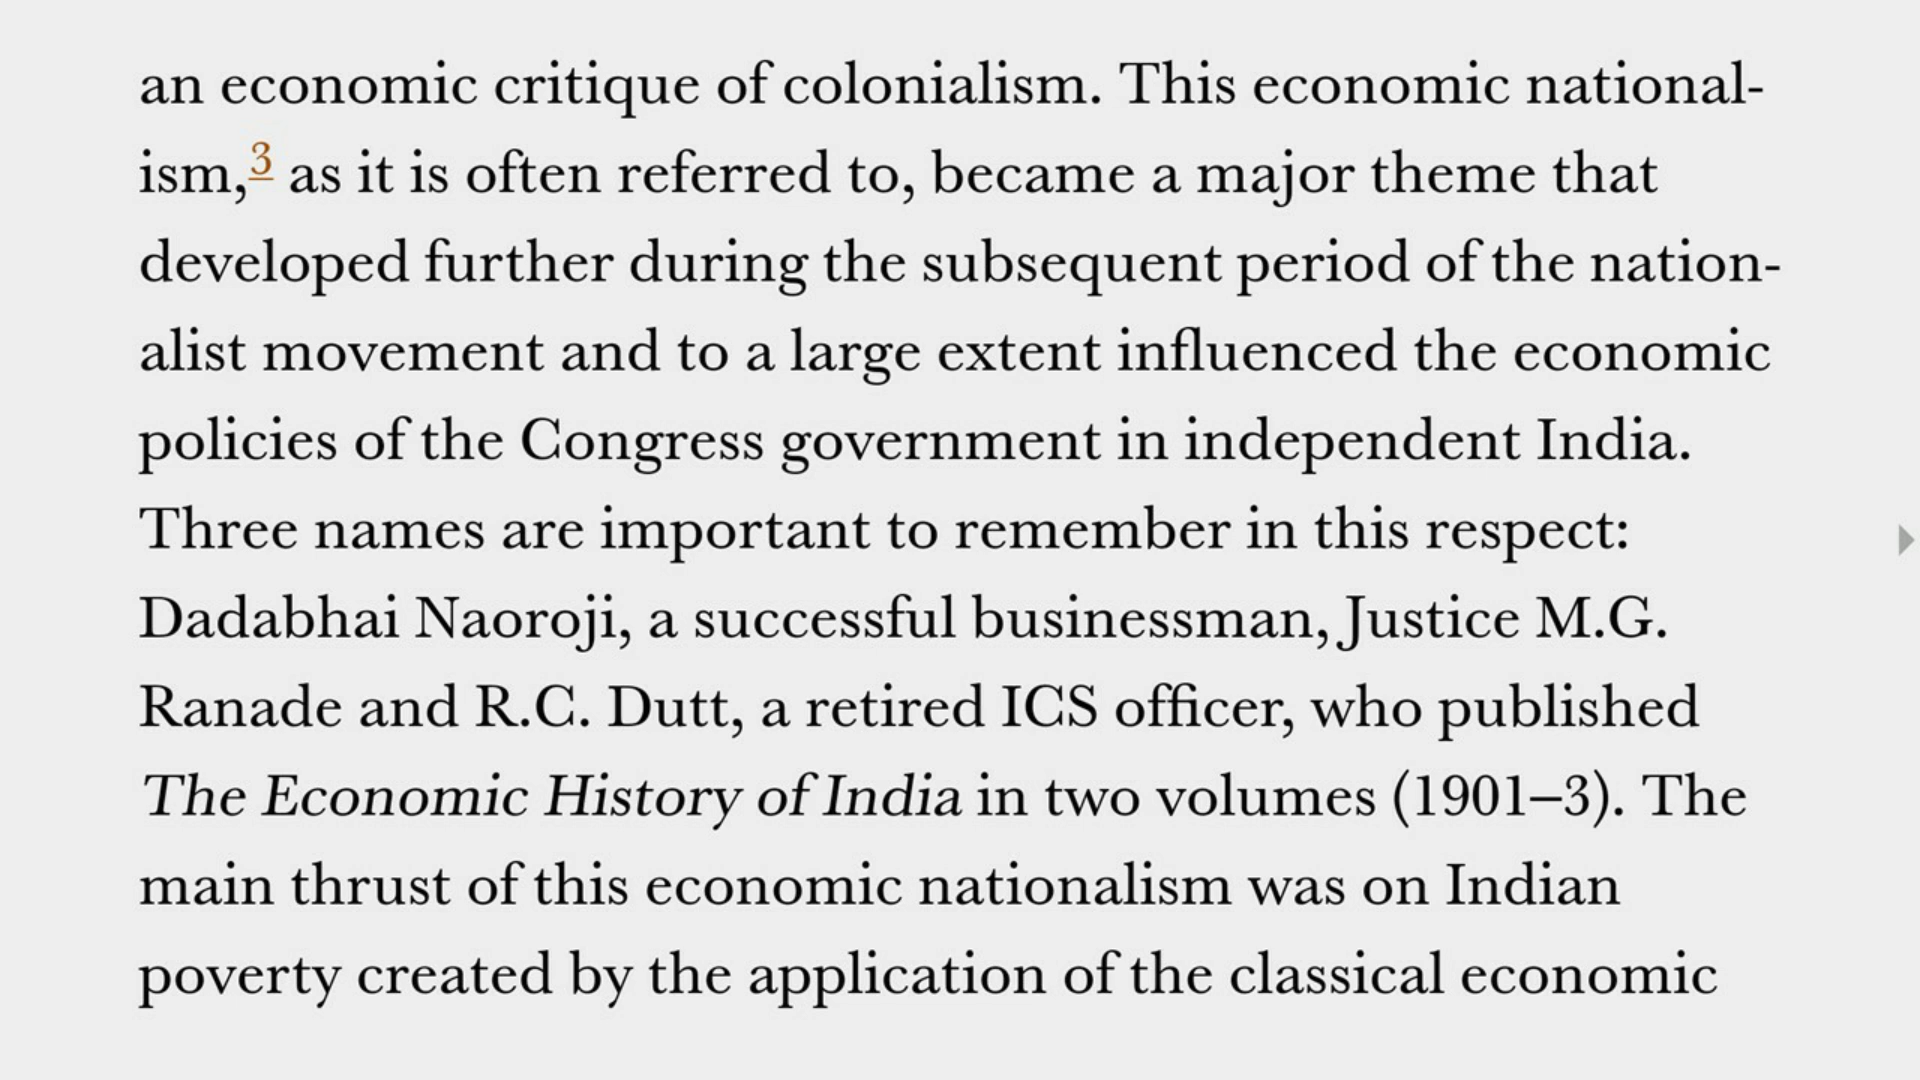 an economic critique of colonialism. This economic national-
ism,3 as it is often referred to, became a major theme that
developed further during the subsequent period of the nation-
alist movement and to a large extent influenced the economic
policies of the Congress government in independent India.
Three names are important to remember in this respect:
Dadabhai Naoroji, a successful businessman, Justice M.G.
Ranade and R.C. Dutt, a retired ICS officer, who published
The Economic History of India in two volumes (1901–3). The
main thrust of this economic nationalism was on Indian
poverty created by the application of the classical economic